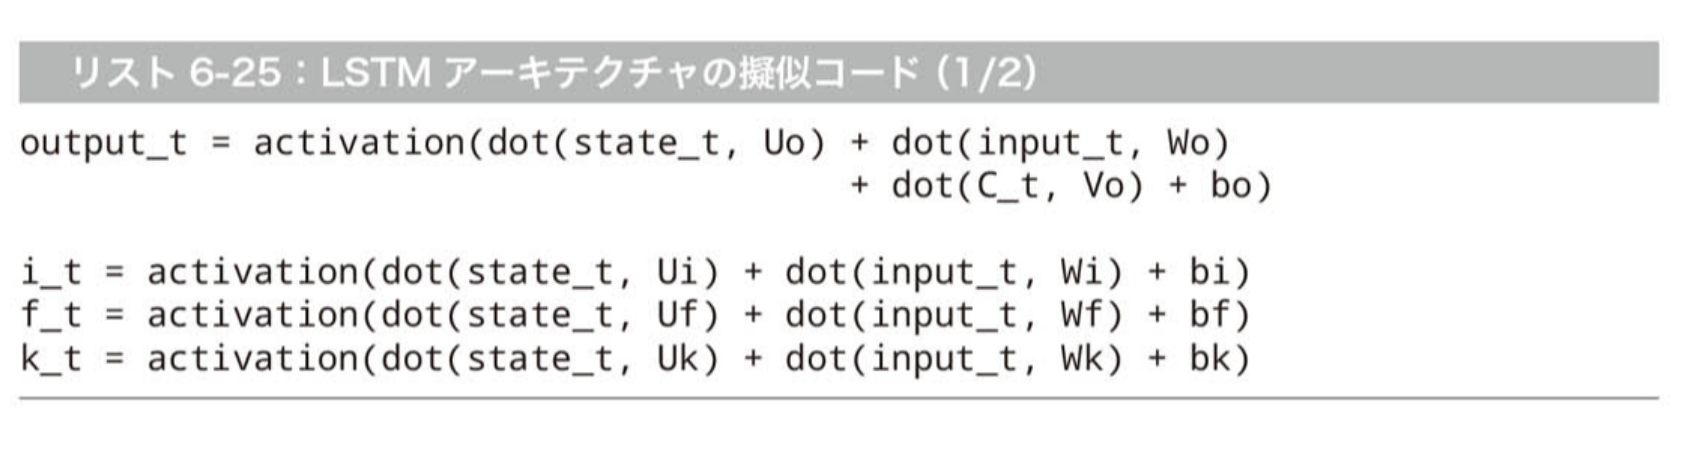 リスト 6-25：LSTM アーキテクチャの擬似コード (1/2)
output_t = activation(dot(state_t, Uo) + dot(input_t, Wo)
+ dot(C_t, Vo) + bo)
i_t = activation(dot(state_t, Ui) + dot(input_t, Wi) + bi)
f_t = activation(dot(state_t, Uf) + dot(input_t, Wf) + bf)
k_t = activation(dot(state_t, Uk) + dot(input_t, Wk) + bk)